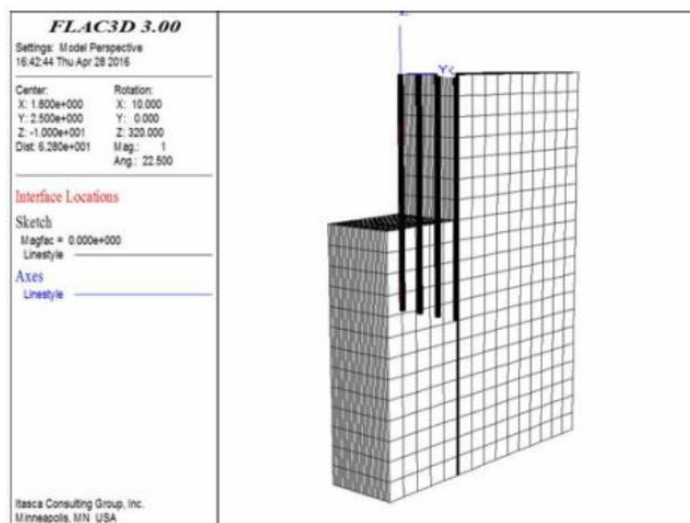 FLAC3D 3.00
Settings: Model Perspective
16:42:44 Thu Apr 28 2016
Center:
X: 1.800e+000
Y: 2.500e+000
Z: -1.000e+001
Dist: 6.280e+001
Rotation:
X: 10.000
Y: 0.000
Z: 320.000
Mag.: 1
Ang.: 22.500
Interface Locations
Sketch
Magfac = 0.000e+000
Linestyle
Axes
Linestyle
Itasca Consulting Group, Inc.
Minneapolis, MN USA